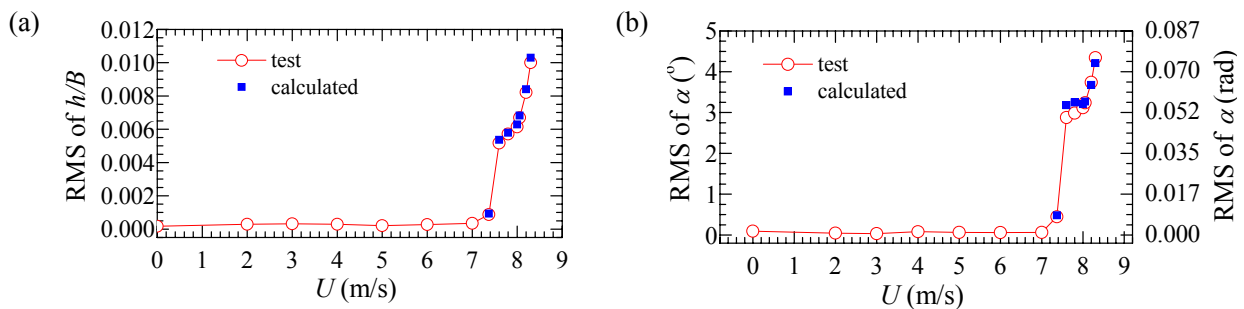 (a)
RMS of h/B
0.012
0.010
0.008
0.006
0.004
0.002
0.000
test
calculated
0 1 2 3 4 5 6 7 8 9
U (m/s)
(b)
RMS of α (°)
5
4
3
2
1
0
test
calculated
0 1 2 3 4 5 6 7 8 9
U (m/s)
0.087
0.070
0.052
0.035
0.017
0.000
RMS of α (rad)